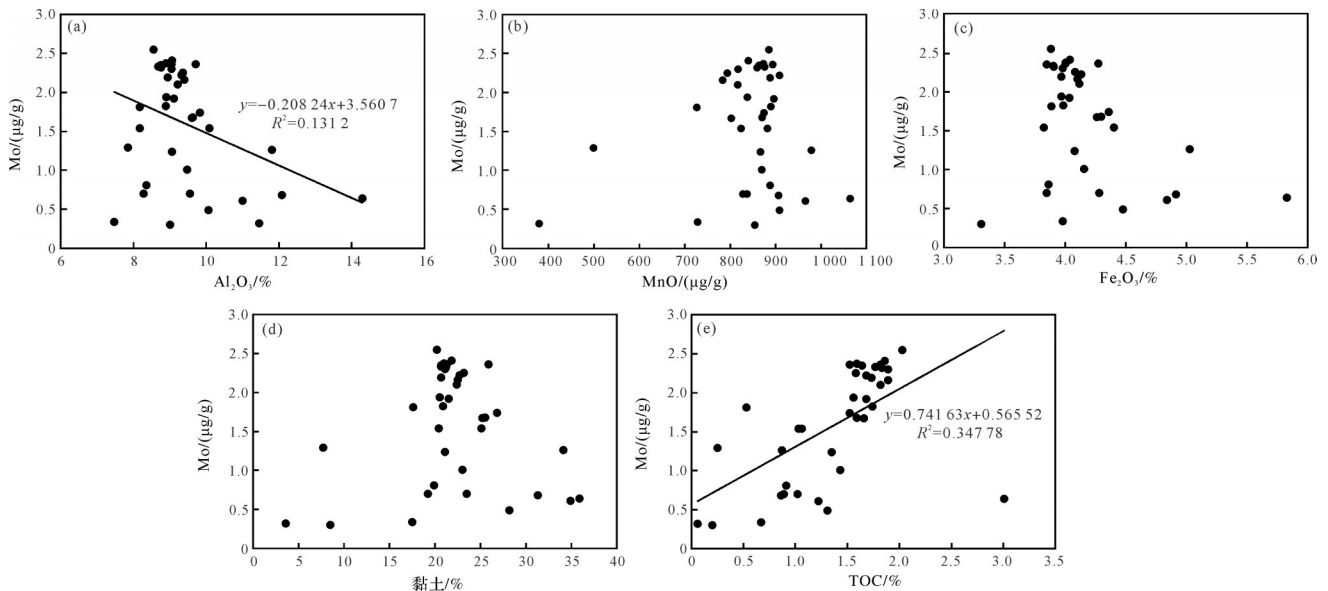 (a)
3.0
2.5
2.0
1.5
1.0
0.5
0
Mo/(μg/g)
y=−0.208 24x+3.560 7
R²=0.131 2
6 8 10 12 14 16
Al₂O₃/%
(b)
3.0
2.5
2.0
1.5
1.0
0.5
0
Mo/(μg/g)
300 400 500 600 700 800 900 1 000 1 100
MnO/(μg/g)
(c)
3.0
2.5
2.0
1.5
1.0
0.5
0
Mo/(μg/g)
3.0 3.5 4.0 4.5 5.0 5.5 6.0
Fe₂O₃/%
(d)
3.0
2.5
2.0
1.5
1.0
0.5
0
Mo/(μg/g)
0 5 10 15 20 25 30 35 40
黏土/%
(e)
3.0
2.5
2.0
1.5
1.0
0.5
0
Mo/(μg/g)
y=0.741 63x+0.565 52
R²=0.347 78
0 0.5 1.0 1.5 2.0 2.5 3.0 3.5
TOC/%